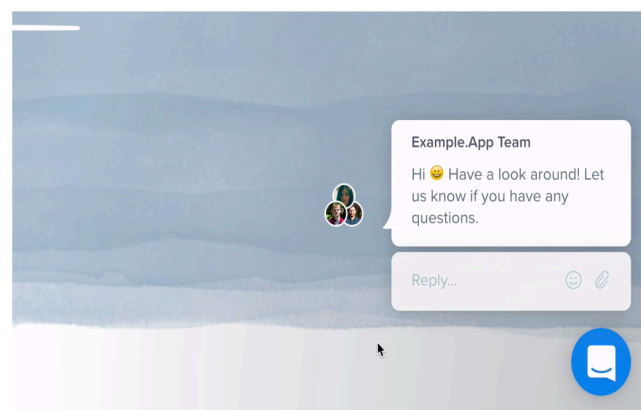 Example.App Team
Hi 😀 Have a look around! Let
us know if you have any
questions.
Reply...